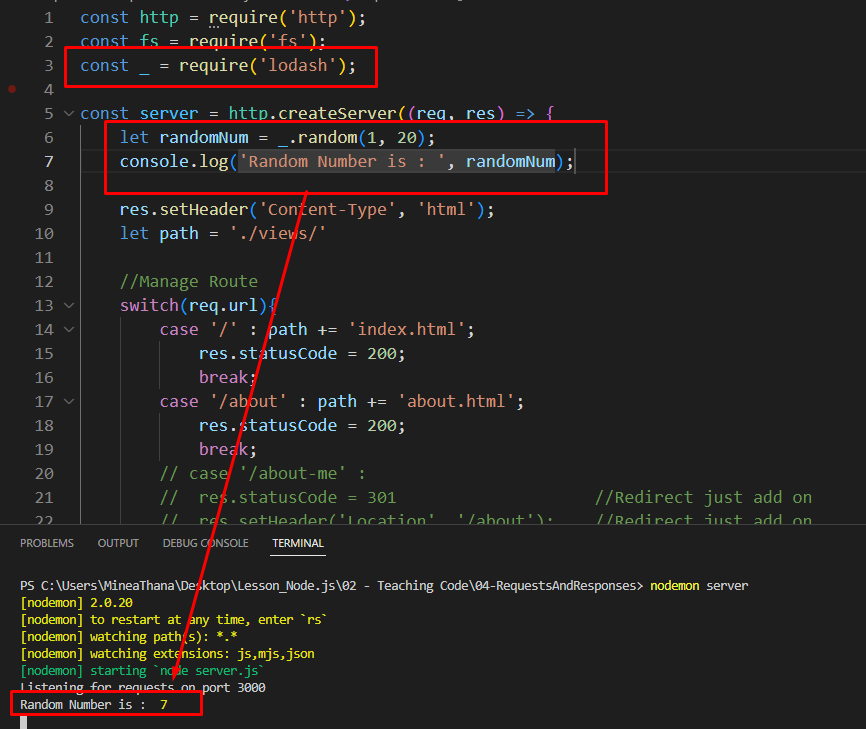 1 const http = require('http');
2 const fs = require('fs');
3 const _ = require('lodash');
4
5 const server = http.createServer((req, res) => {
6 let randomNum = _.random(1, 20);
7 console.log('Random Number is : ', randomNum);
8
9 res.setHeader('Content-Type', 'html');
10 let path = './views/'
11
12 //Manage Route
13 switch(req.url){
14 case '/' : path += 'index.html';
15 res.statusCode = 200;
16 break;
17 case '/about' : path += 'about.html';
18 res.statusCode = 200;
19 break;
20 // case '/about-me' :
21 // res.statusCode = 301 //Redirect just add on
22 // res.setHeader('Location', '/about'); //Redirect just add on
PROBLEMS OUTPUT DEBUG CONSOLE TERMINAL
PS C:\Users\MineaThana\Desktop\Lesson_Node.js\02 - Teaching Code\04-RequestsAndResponses> nodemon server
[nodemon] 2.0.20
[nodemon] to restart at any time, enter `rs`
[nodemon] watching path(s): *.*
[nodemon] watching extensions: js,mjs,json
[nodemon] starting `node server.js`
Listening for requests on port 3000
Random Number is : 7